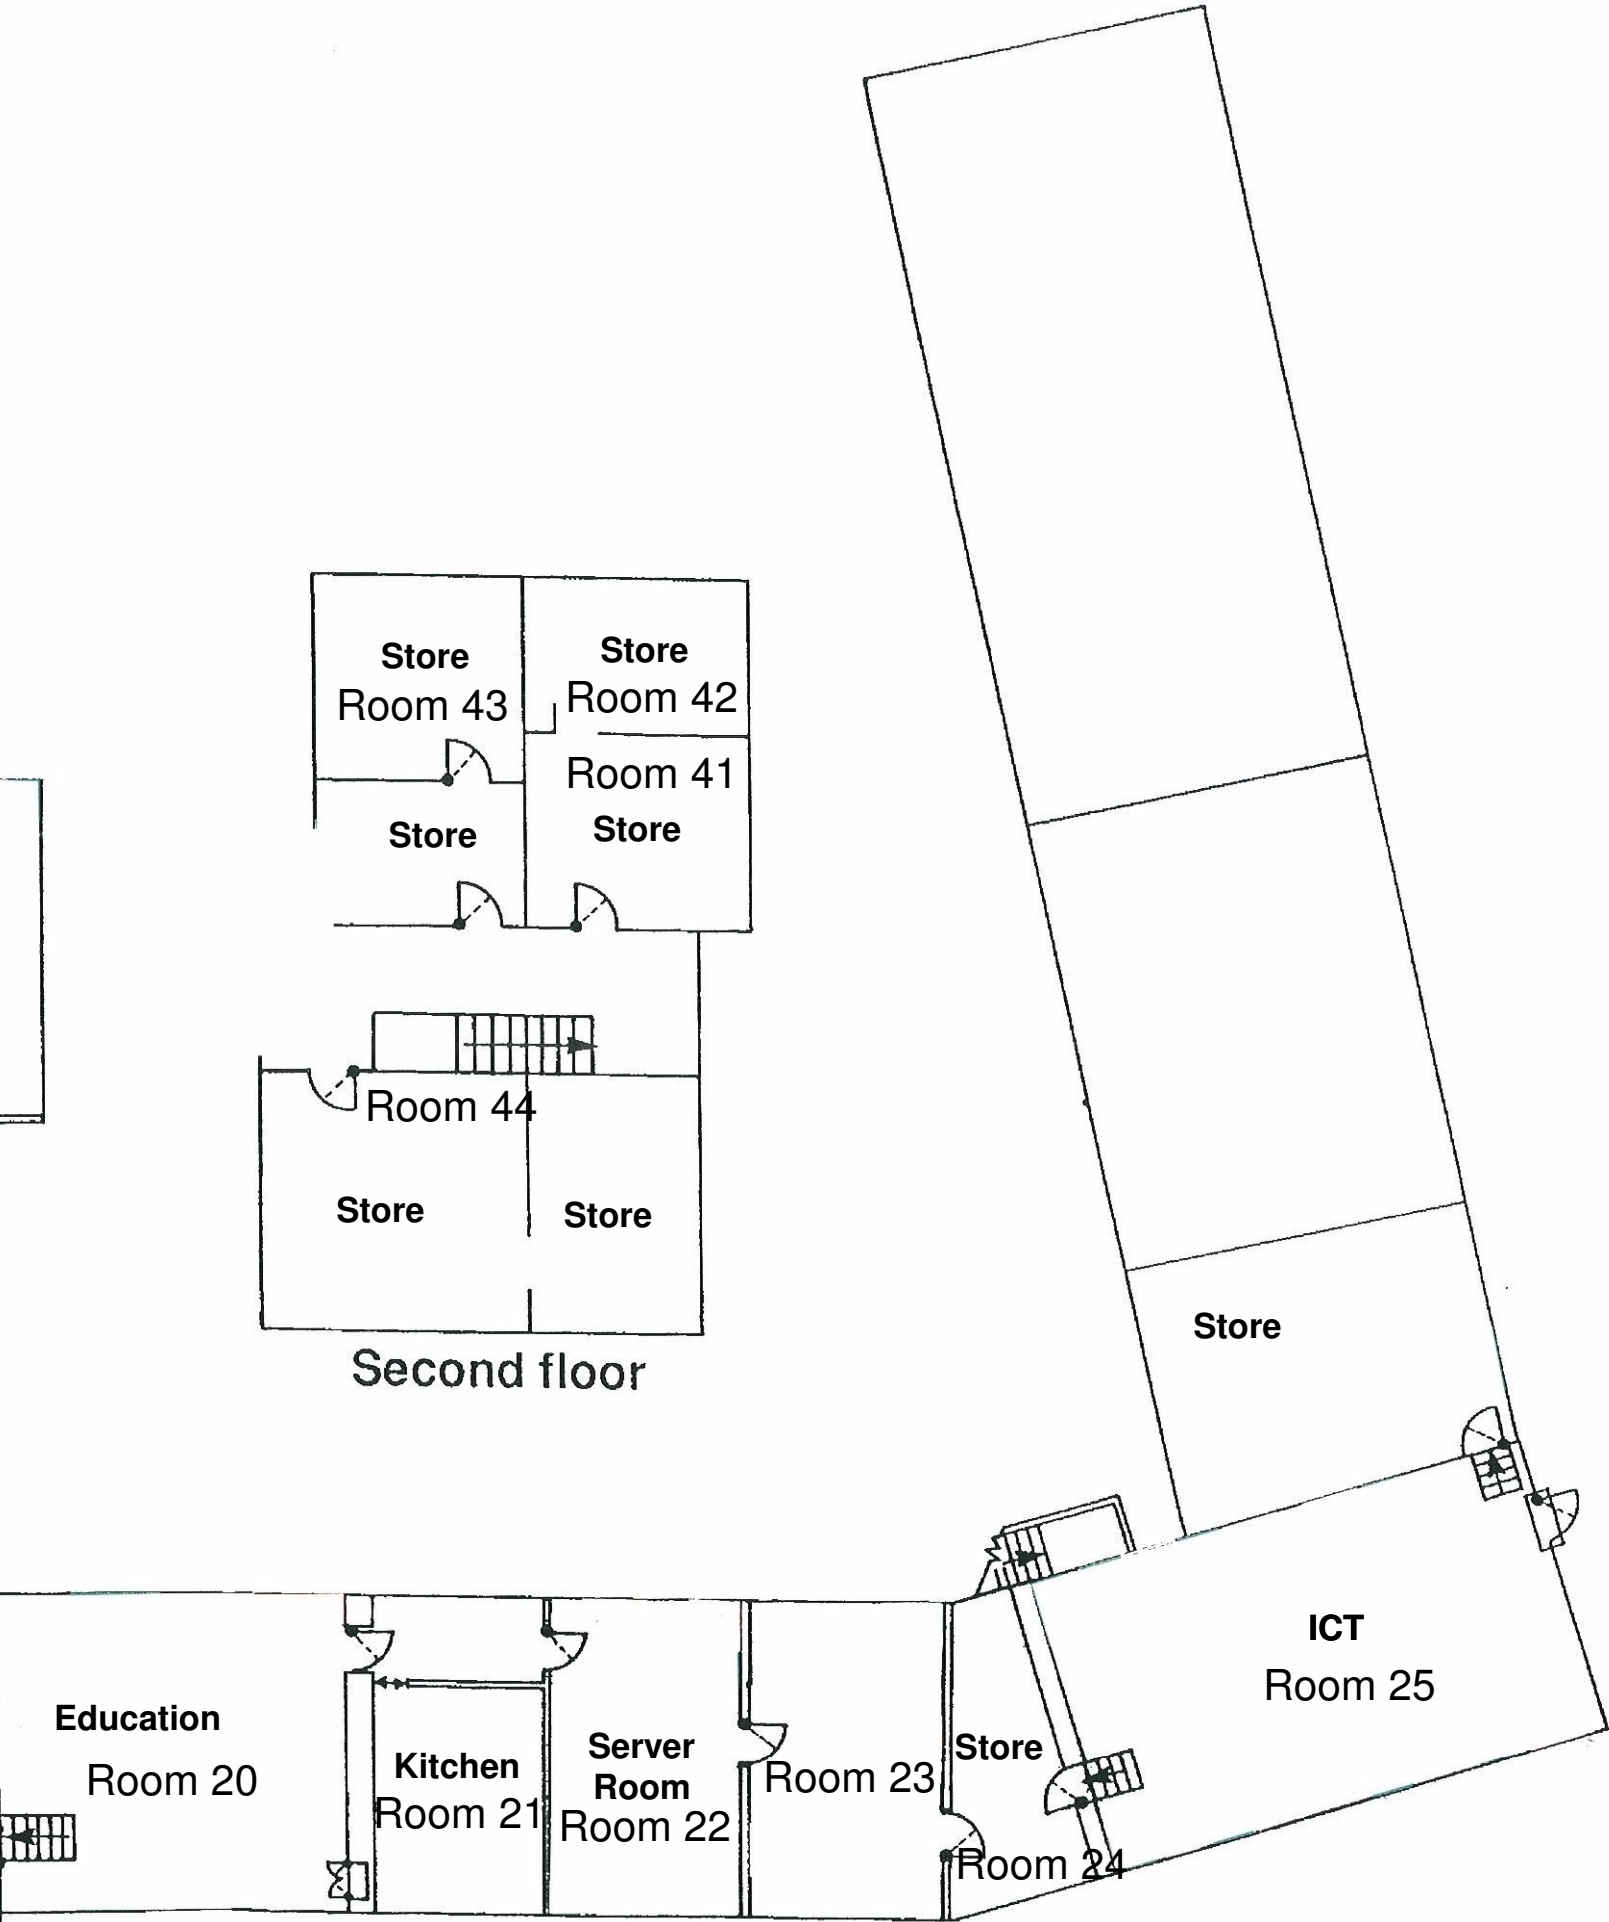 Store
Room 43
Store
Room 42
Room 41
Store
Store
Room 44
Store
Store
Second floor
Store
ICT
Room 25
Education
Room 20
Kitchen
Room 21
Server
Room
Room 22
Room 23
Store
Room 24